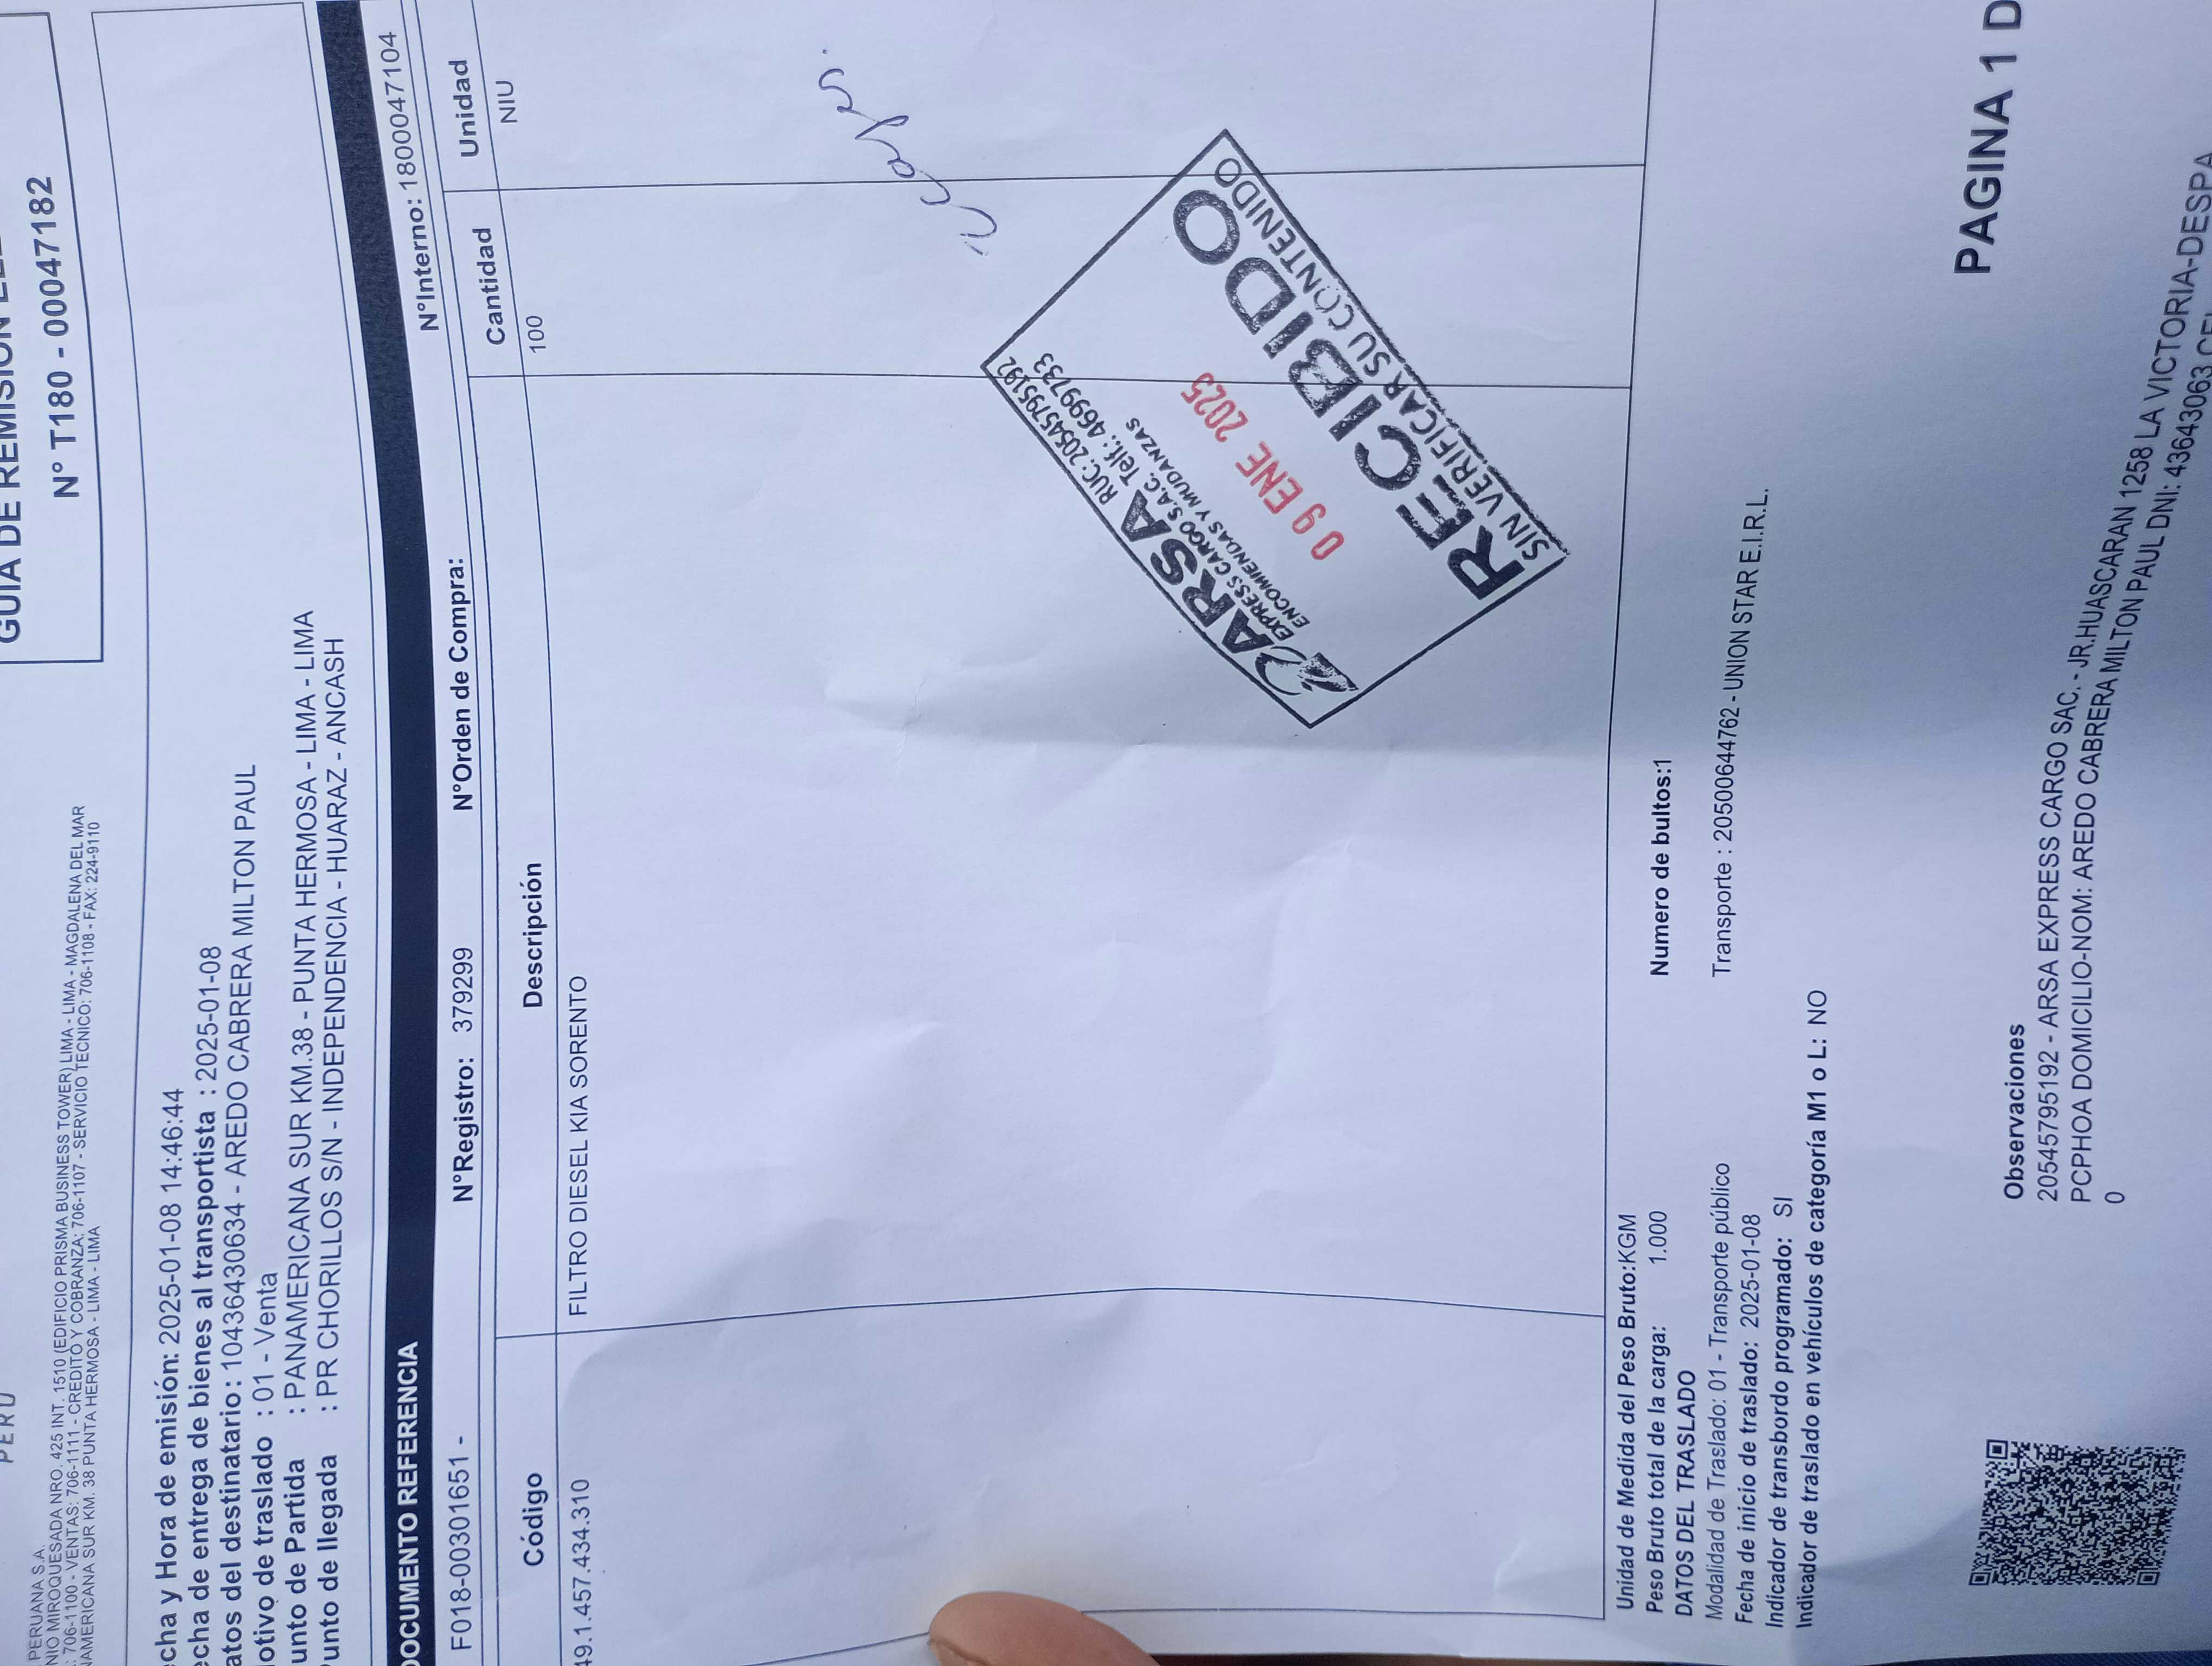 PERU
GUIA DE REMISION
N° T180 - 00047182
PERUANA S.A.
NIO MIROQUESADA NRO. 425 INT. 1510 (EDIFICIO PRISMA BUSINESS TOWER) LIMA - LIMA - MAGDALENA DEL MAR
: 706-1100 - VENTAS: 706-1111 - CREDITO Y COBRANZA: 706-1107 - SERVICIO TECNICO: 706-1108 - FAX: 224-9110
NAMERICANA SUR KM. 38 PUNTA HERMOSA - LIMA - LIMA
echa y Hora de emisión: 2025-01-08 14:46:44
echa de entrega de bienes al transportista : 2025-01-08
atos del destinatario: 10436430634 - AREDO CABRERA MILTON PAUL
otivo de traslado : 01 - Venta
unto de Partida : PANAMERICANA SUR KM.38 - PUNTA HERMOSA - LIMA - LIMA
unto de llegada : PR CHORILLOS S/N - INDEPENDENCIA - HUARAZ - ANCASH
DOCUMENTO REFERENCIA
F018-00301651 - N°Registro: 379299 N°Orden de Compra: N°Interno: 1800047104
Código Descripción Cantidad Unidad
49.1.457.434.310 FILTRO DIESEL KIA SORENTO 100 NIU
ARSA RUC: 20545795192
EXPRESS CARGO S.A.C. Telf.: 4699733
ENCOMIENDAS Y MUDANZAS
09 ENE 2025
RECIBIDO
SIN VERIFICAR SU CONTENIDO
Unidad de Medida del Peso Bruto:KGM
Peso Bruto total de la carga: 1.000 Numero de bultos:1
DATOS DEL TRASLADO
Modalidad de Traslado: 01 - Transporte público Transporte : 20500644762 - UNION STAR E.I.R.L.
Fecha de inicio de traslado: 2025-01-08
Indicador de transbordo programado: SI
Indicador de traslado en vehículos de categoría M1 o L: NO
PAGINA 1 D
Observaciones
20545795192 - ARSA EXPRESS CARGO SAC. - JR.HUASCARAN 1258 LA VICTORIA-DESPA
PCPHOA DOMICILIO-NOM: AREDO CABRERA MILTON PAUL DNI: 43643063 CEL
0